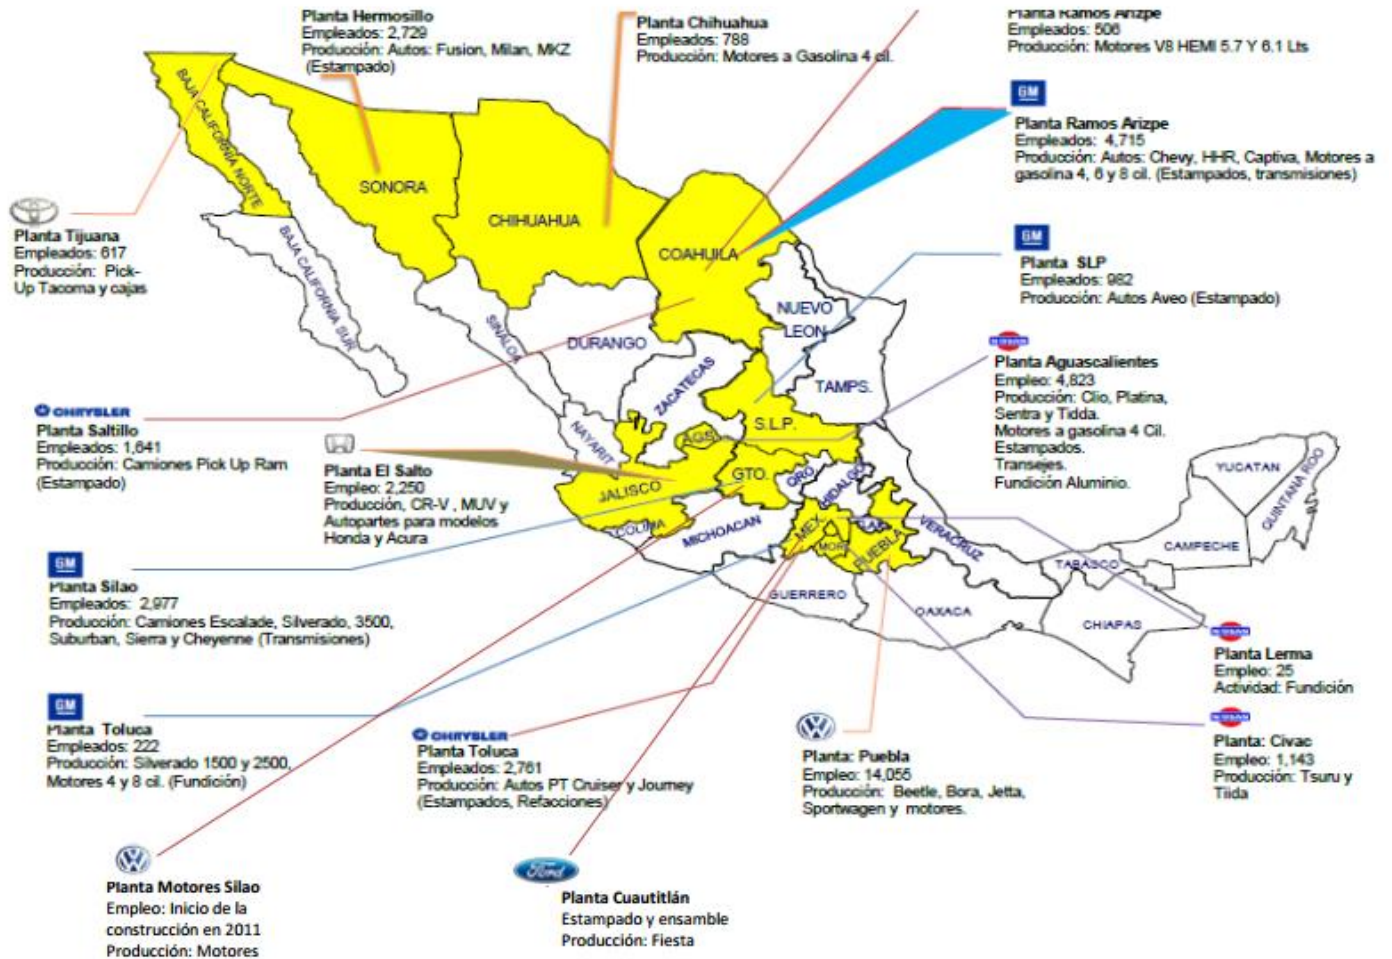 Planta Hermosillo
Empleados: 2,729
Producción: Autos: Fusion, Milan, MKZ
(Estampado)
Planta Chihuahua
Empleados: 788
Producción: Motores a Gasolina 4 cil.
Planta Ramos Arizpe
Empleados: 506
Producción: Motores V8 HEMI 5.7 Y 6.1 Lts
GM
Planta Ramos Arizpe
Empleados: 4,715
Producción: Autos: Chevy, HHR, Captiva, Motores a
gasolina 4, 6 y 8 cil. (Estampados, transmisiones)
Planta Tijuana
Empleados: 617
Producción: Pick-
Up Tacoma y cajas
GM
Planta SLP
Empleados: 982
Producción: Autos Aveo (Estampado)
NISSAN
Planta Aguascalientes
Empleo: 4,823
Producción: Clio, Platina,
Sentra y Tidda.
Motores a gasolina 4 Cil.
Estampados.
Transejes.
Fundición Aluminio.
CHRYSLER
Planta Saltillo
Empleados: 1,641
Producción: Camiones Pick Up Ram
(Estampado)
Planta El Salto
Empleo: 2,250
Producción, CR-V , MUV y
Autopartes para modelos
Honda y Acura
GM
Planta Silao
Empleados: 2,977
Producción: Camiones Escalade, Silverado, 3500,
Suburban, Sierra y Cheyenne (Transmisiones)
GM
Planta Toluca
Empleados: 222
Producción: Silverado 1500 y 2500,
Motores 4 y 8 cil. (Fundición)
CHRYSLER
Planta Toluca
Empleados: 2,761
Producción: Autos PT Cruiser y Journey
(Estampados, Refacciones)
Planta: Puebla
Empleo: 14,055
Producción: Beetle, Bora, Jetta,
Sportwagen y motores.
NISSAN
Planta Lerma
Empleo: 25
Actividad: Fundición
NISSAN
Planta: Civac
Empleo: 1,143
Producción: Tsuru y
Tiida
Planta Motores Silao
Empleo: Inicio de la
construcción en 2011
Producción: Motores
Ford
Planta Cuautitlán
Estampado y ensamble
Producción: Fiesta
BAJA CALIFORNIA NORTE
BAJA CALIFORNIA SUR
SONORA
CHIHUAHUA
COAHUILA
NUEVO
LEON
TAMPS.
SINALOA
DURANGO
ZACATECAS
S.L.P.
NAYARIT
AGS.
JALISCO
GTO.
QRO.
HIDALGO
COLIMA
MICHOACAN
MEX.
MOR.
PUEBLA
VERACRUZ
GUERRERO
OAXACA
TABASCO
CHIAPAS
CAMPECHE
YUCATAN
QUINTANA ROO